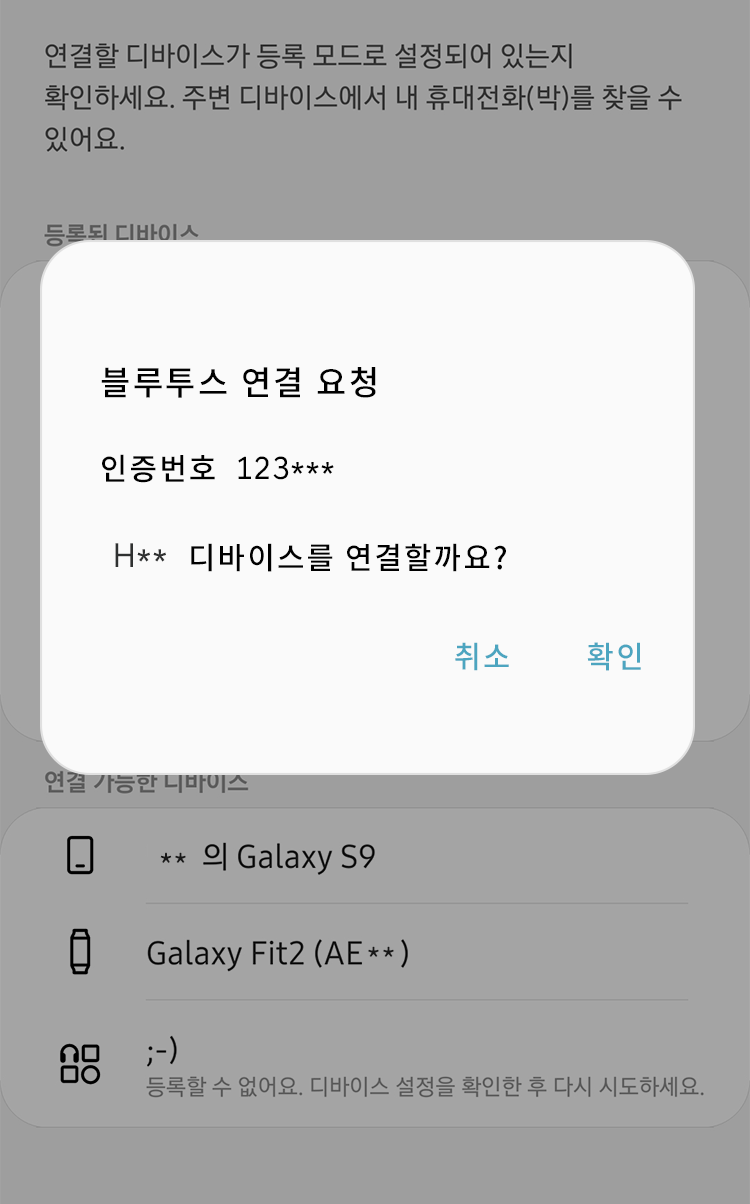 연결할 디바이스가 등록 모드로 설정되어 있는지
확인하세요. 주변 디바이스에서 내 휴대전화(박)를 찾을 수
있어요.
등록된 디바이스
블루투스 연결 요청
인증번호 123***
H** 디바이스를 연결할까요?
취소 확인
연결 가능한 디바이스
** 의 Galaxy S9
Galaxy Fit2 (AE**)
;-)
등록할 수 없어요. 디바이스 설정을 확인한 후 다시 시도하세요.